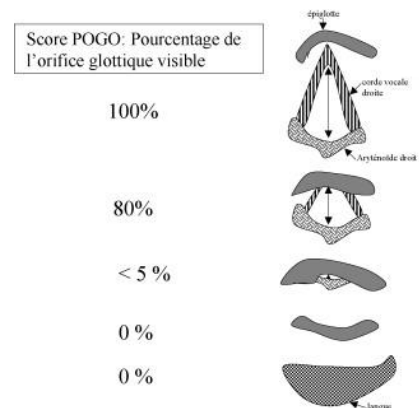 épiglotte
Score POGO: Pourcentage de
l'orifice glottique visible
corde vocale
droite
100%
Aryténoïde droit
80%
< 5 %
0 %
0 %
langue